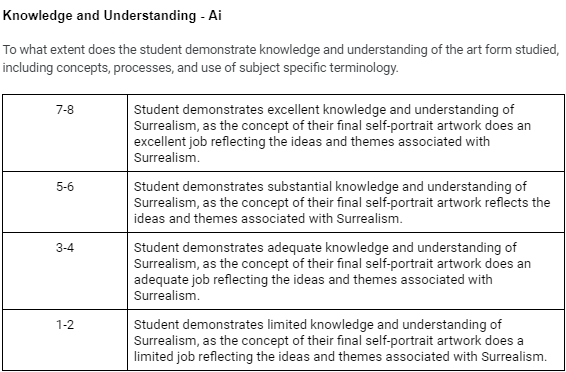 Knowledge and Understanding - Ai
To what extent does the student demonstrate knowledge and understanding of the art form studied,
including concepts, processes, and use of subject specific terminology.
7-8
Student demonstrates excellent knowledge and understanding of
Surrealism, as the concept of their final self-portrait artwork does an
excellent job reflecting the ideas and themes associated with
Surrealism.
5-6
Student demonstrates substantial knowledge and understanding of
Surrealism, as the concept of their final self-portrait artwork reflects the
ideas and themes associated with Surrealism.
3-4
Student demonstrates adequate knowledge and understanding of
Surrealism, as the concept of their final self-portrait artwork does an
adequate job reflecting the ideas and themes associated with
Surrealism.
1-2
Student demonstrates limited knowledge and understanding of
Surrealism, as the concept of their final self-portrait artwork does a
limited job reflecting the ideas and themes associated with Surrealism.